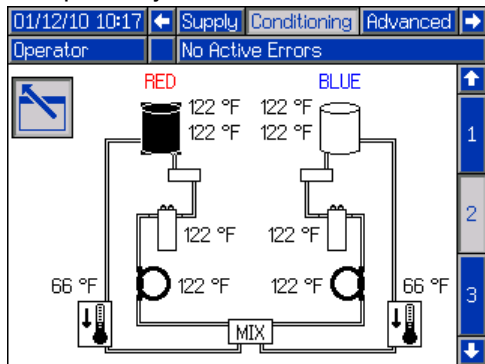 01/12/10 10:17 Supply Conditioning Advanced
Operator No Active Errors
RED BLUE
122 °F 122 °F
122 °F 122 °F
1
2
122 °F 122 °F
66 °F 122 °F 122 °F 66 °F
3
MIX